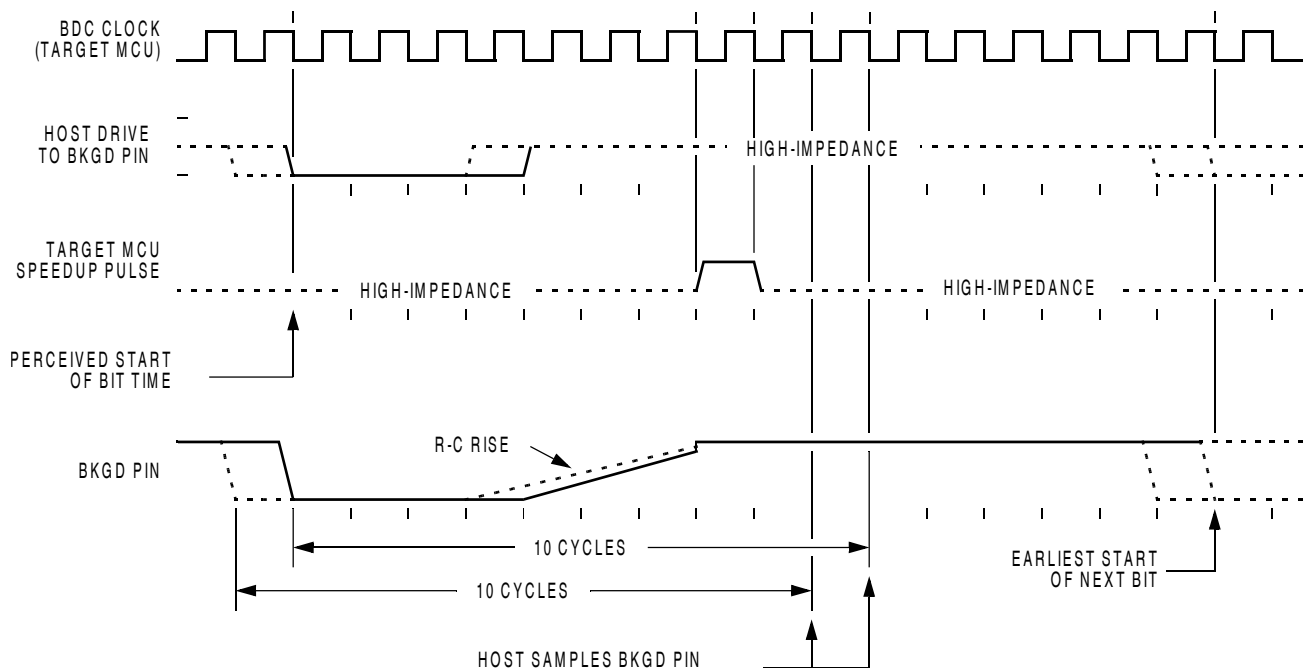 BDC CLOCK
(TARGET MCU)
HOST DRIVE
TO BKGD PIN
HIGH-IMPEDANCE
TARGET MCU
SPEEDUP PULSE
HIGH-IMPEDANCE
HIGH-IMPEDANCE
PERCEIVED START
OF BIT TIME
R-C RISE
BKGD PIN
10 CYCLES
EARLIEST START
OF NEXT BIT
10 CYCLES
HOST SAMPLES BKGD PIN